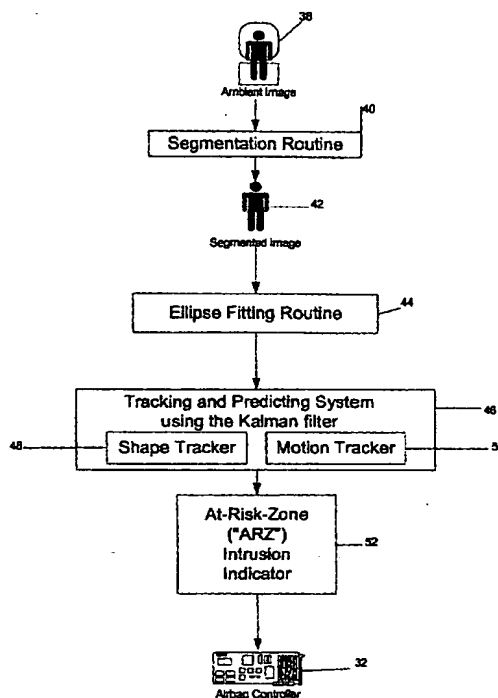 38
Ambient Image
40
Segmentation Routine
42
Segmented Image
Ellipse Fitting Routine
44
Tracking and Predicting System
using the Kalman filter
46
48
Shape Tracker
Motion Tracker
5
At-Risk-Zone
("ARZ")
Intrusion
Indicator
52
32
Airbag Controller